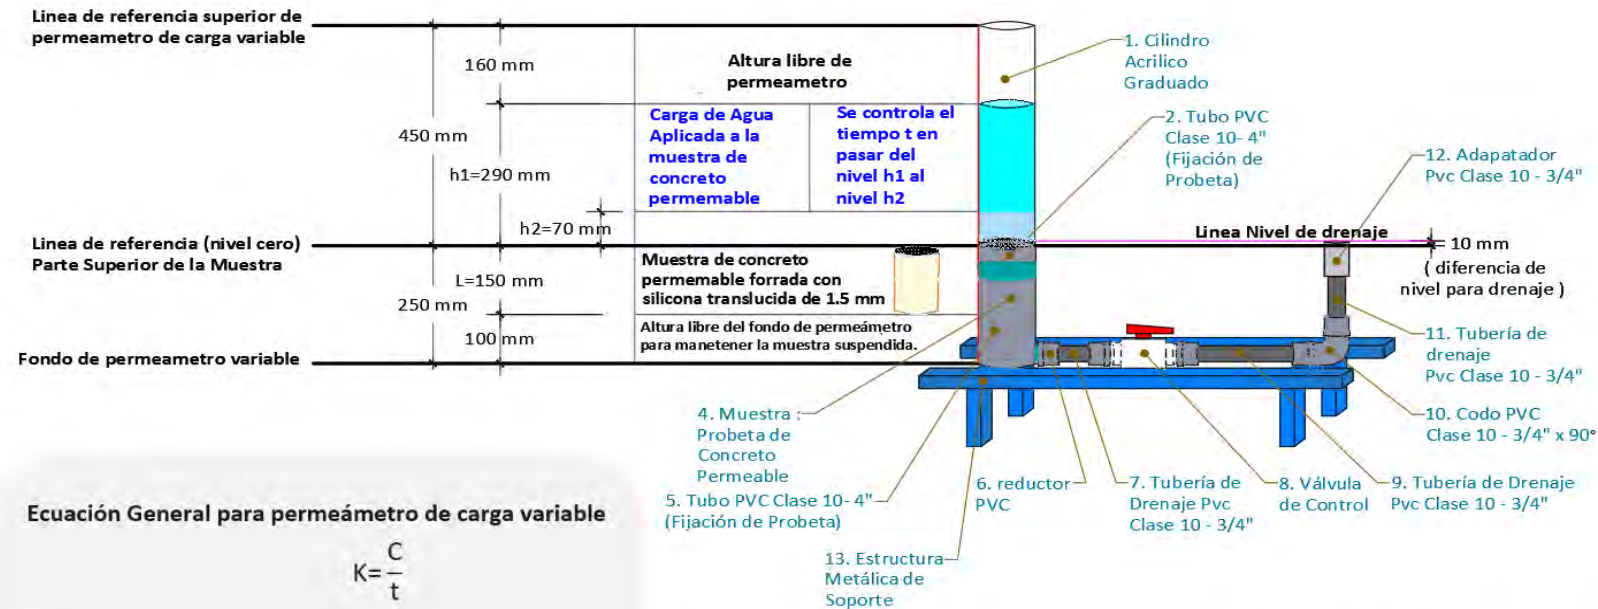 Linea de referencia superior de
permeametro de carga variable
160 mm
450 mm
h1=290 mm
h2=70 mm
Altura libre de
permeametro
Carga de Agua
Aplicada a la
muestra de
concreto
permemable
Se controla el
tiempo t en
pasar del
nivel h1 al
nivel h2
1. Cilindro
Acrilico
Graduado
2. Tubo PVC
Clase 10- 4"
(Fijación de
Probeta)
12. Adapatador
Pvc Clase 10 - 3/4"
Linea de referencia (nivel cero)
Parte Superior de la Muestra
Linea Nivel de drenaje
10 mm
( diferencia de
nivel para drenaje )
L=150 mm
250 mm
100 mm
Muestra de concreto
permemable forrada con
silicona translucida de 1.5 mm
Altura libre del fondo de permeámetro
para manetener la muestra suspendida.
Fondo de permeametro variable
11. Tubería de
drenaje
Pvc Clase 10 - 3/4"
10. Codo PVC
Clase 10 - 3/4" x 90°
4. Muestra :
Probeta de
Concreto
Permeable
5. Tubo PVC Clase 10- 4"
(Fijación de Probeta)
6. reductor
PVC
7. Tubería de
Drenaje Pvc
Clase 10 - 3/4"
8. Válvula
de Control
9. Tubería de Drenaje
Pvc Clase 10 - 3/4"
13. Estructura
Metálica de
Soporte
Ecuación General para permeámetro de carga variable
K=C/t